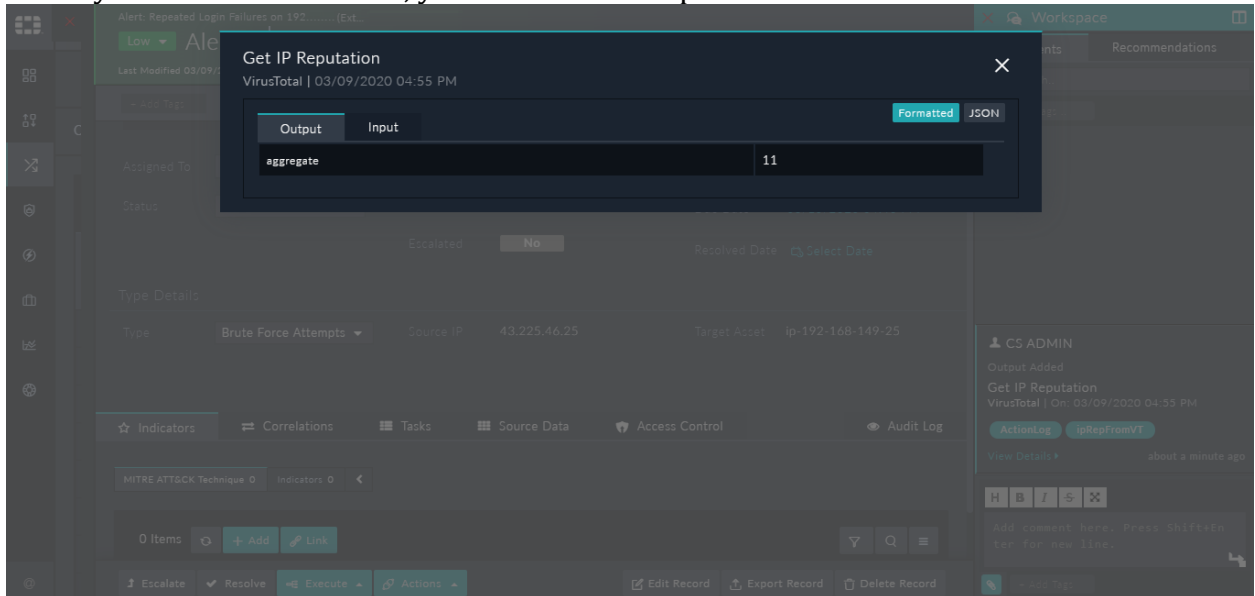 Alert: Repeated Login Failures on 192.......... (Ext...
Low
Ale
Last Modified 03/09/
+ Add Tags
Workspace
Recommendations
Get IP Reputation
VirusTotal | 03/09/2020 04:55 PM
Formatted JSON
Output Input
aggregate 11
Assigned To
Status
Escalated No
Resolved Date Select Date
Type Details
Type Brute Force Attempts Source IP 43.225.46.25 Target Asset ip-192-168-149-25
CS ADMIN
Output Added
Get IP Reputation
VirusTotal | On: 03/09/2020 04:55 PM
ActionLog ipRepFromVT
View Details about a minute ago
Indicators Correlations Tasks Source Data Access Control Audit Log
MITRE ATT&CK Technique 0 Indicators 0
0 Items + Add Link
H B I S
Add comment here. Press Shift+En
ter for new line.
Escalate Resolve Execute Actions Edit Record Export Record Delete Record
+ Add Tags